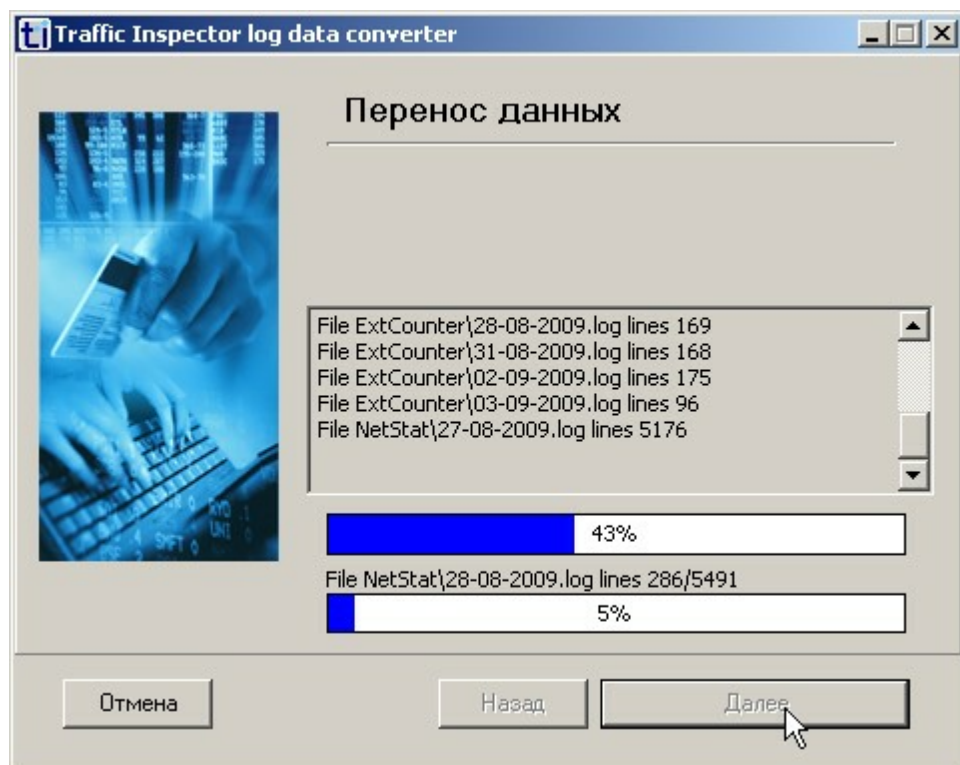 Traffic Inspector log data converter
Перенос данных
File ExtCounter\28-08-2009.log lines 169
File ExtCounter\31-08-2009.log lines 168
File ExtCounter\02-09-2009.log lines 175
File ExtCounter\03-09-2009.log lines 96
File NetStat\27-08-2009.log lines 5176
43%
File NetStat\28-08-2009.log lines 286/5491
5%
Отмена
Назад
Далее